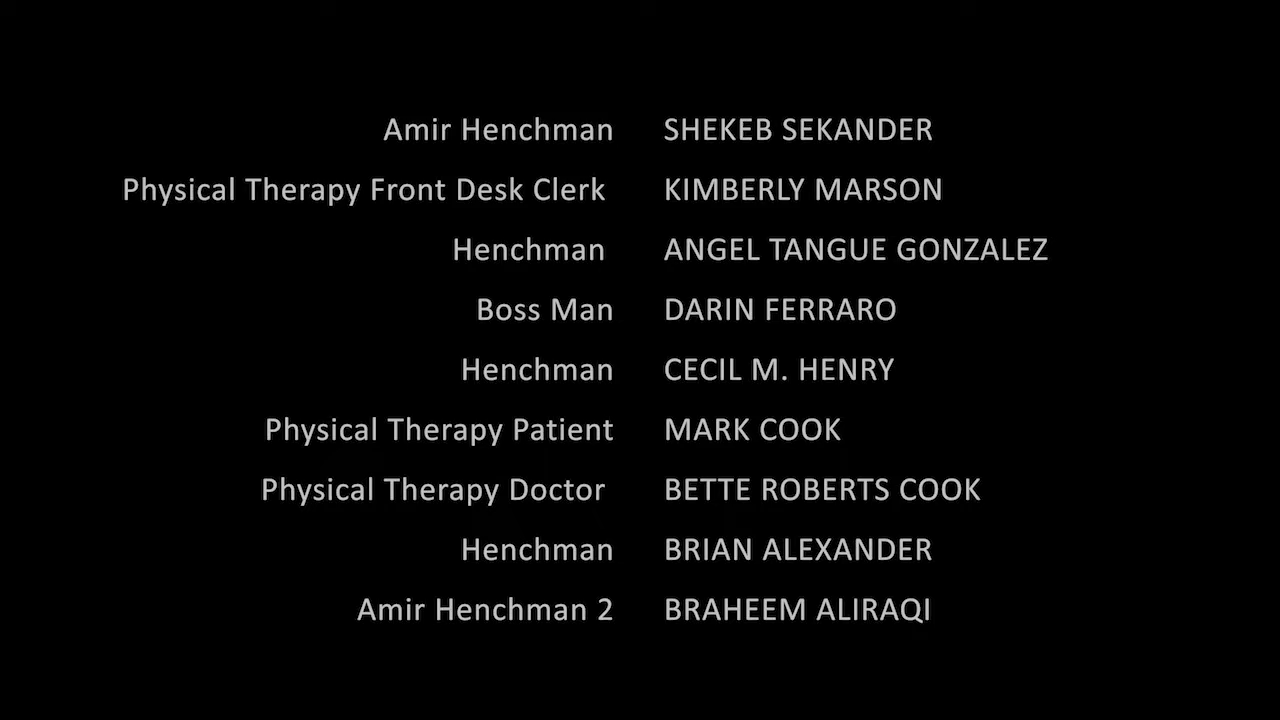 Amir Henchman SHEKEB SEKANDER
Physical Therapy Front Desk Clerk KIMBERLY MARSON
Henchman ANGEL TANGUE GONZALEZ
Boss Man DARIN FERRARO
Henchman CECIL M. HENRY
Physical Therapy Patient MARK COOK
Physical Therapy Doctor BETTE ROBERTS COOK
Henchman BRIAN ALEXANDER
Amir Henchman 2 BRAHEEM ALIRAQI